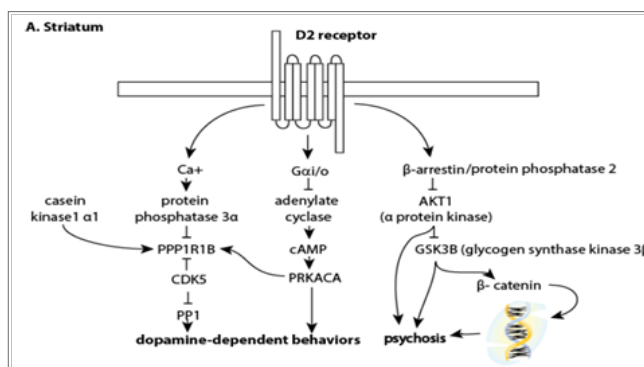 A. Striatum
D2 receptor
Ca+
Gαi/o
β-arrestin/protein phosphatase 2
casein
kinase1 α1
protein
phosphatase 3α
adenylate
cyclase
AKT1
(α protein kinase)
PPP1R1B
cAMP
GSK3B (glycogen synthase kinase 3β
CDK5
PRKACA
β- catenin
PP1
dopamine-dependent behaviors
psychosis